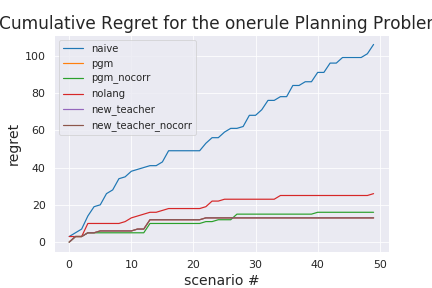 Cumulative Regret for the onerule Planning Proble
naive
pgm
pgm_nocorr
nolang
new_teacher
new_teacher_nocorr
regret
100
80
60
40
20
0
0 10 20 30 40 50
scenario #